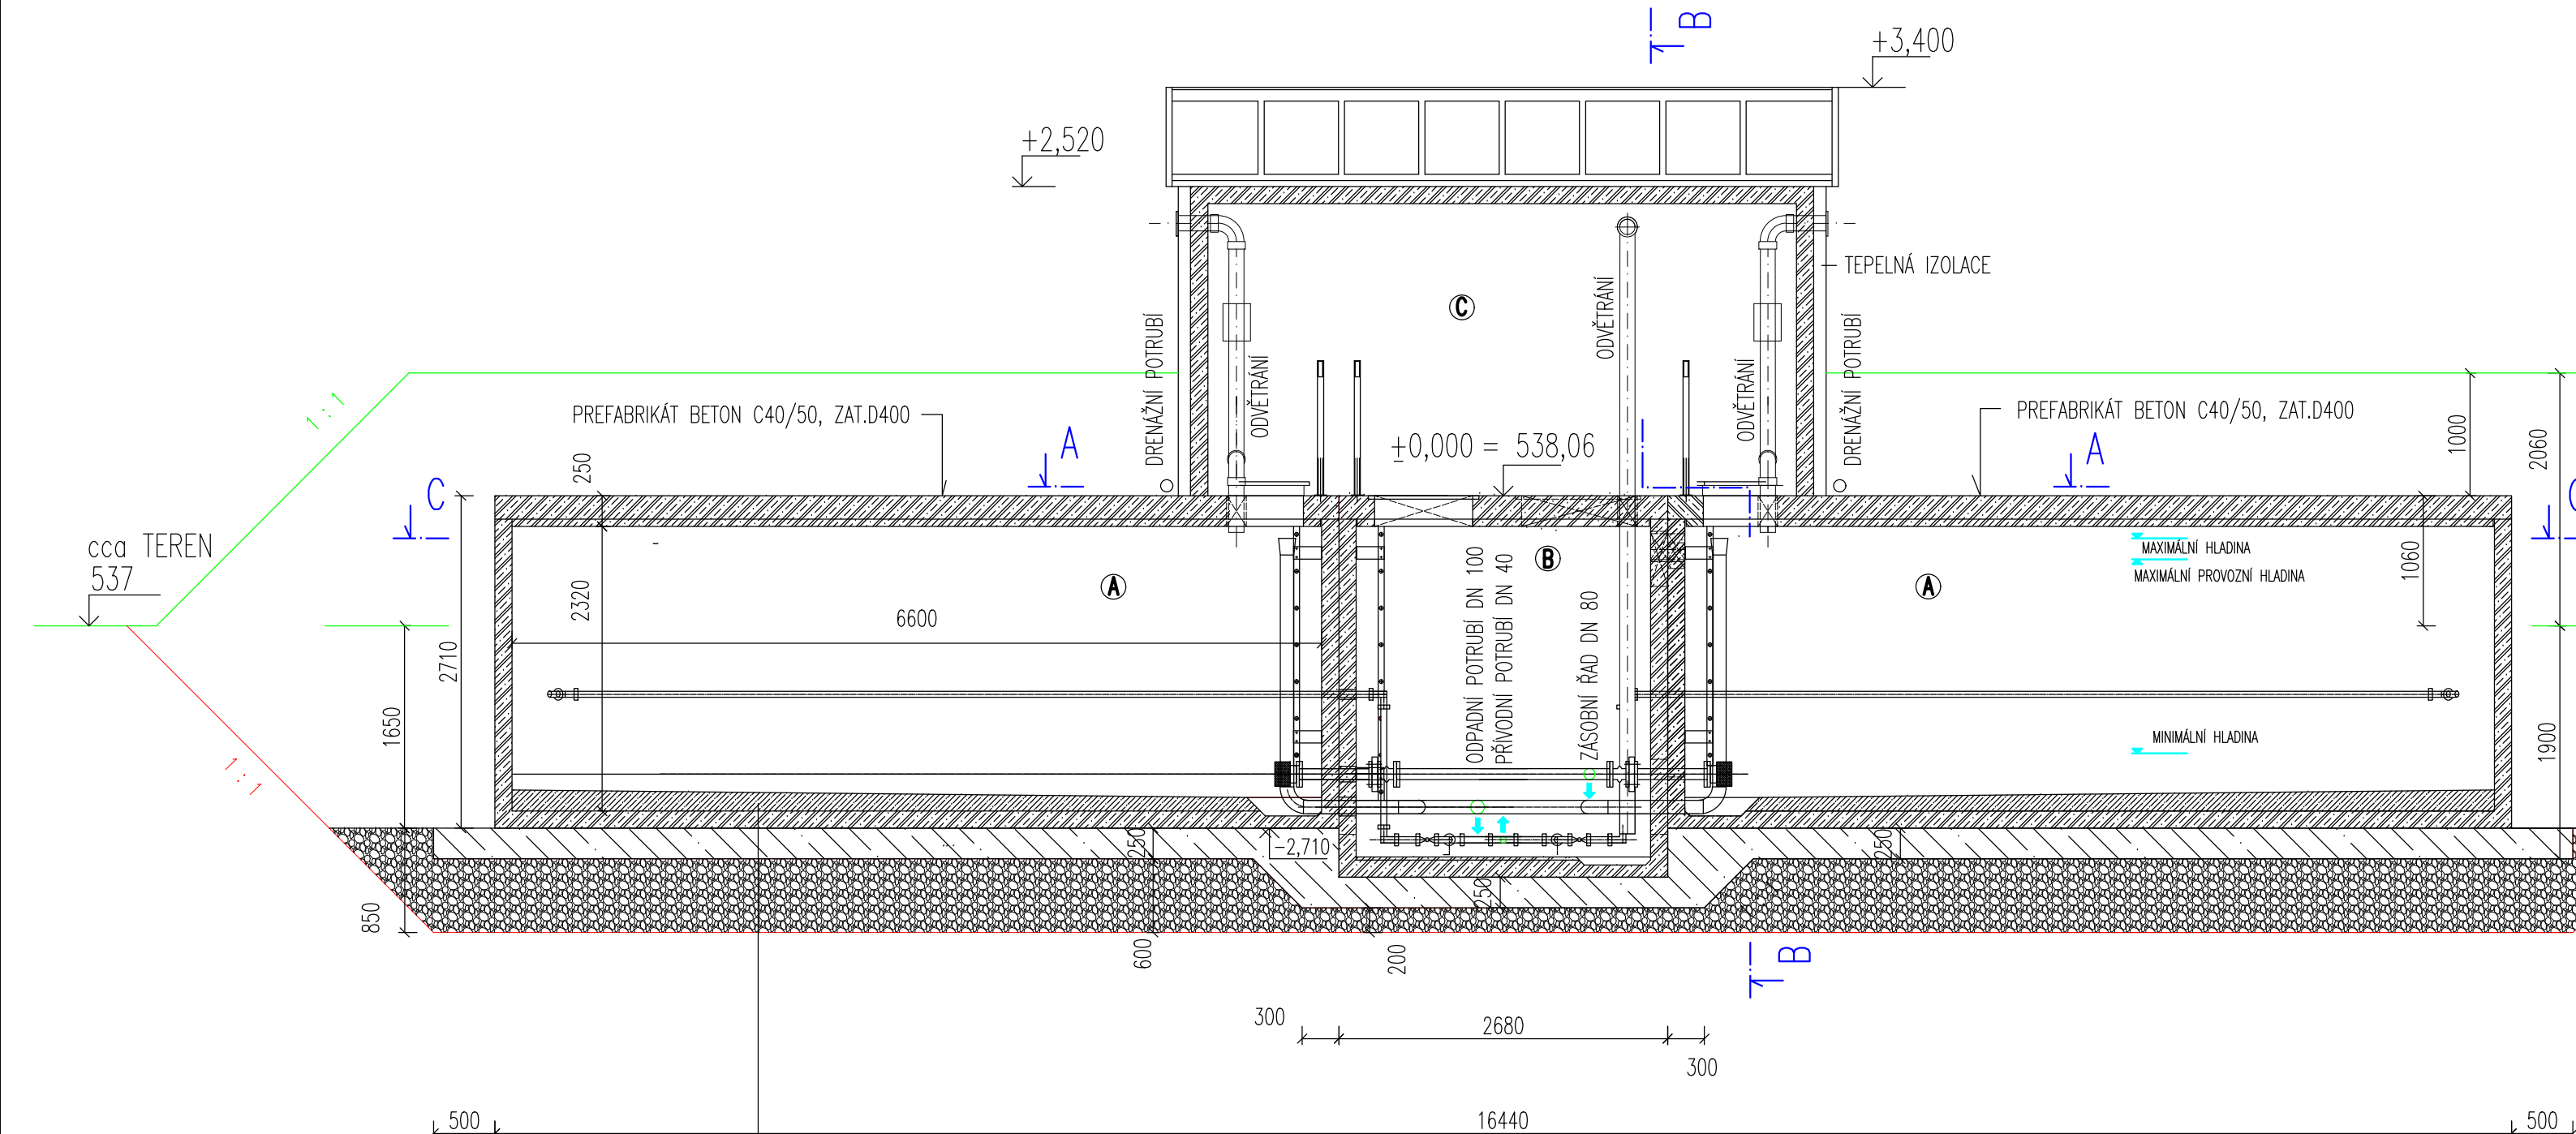 B
+3,400
+2,520
TEPELNÁ IZOLACE
C
ODVĚTRÁNÍ
DRENÁŽNÍ POTRUBÍ
ODVĚTRÁNÍ
ODVĚTRÁNÍ
DRENÁŽNÍ POTRUBÍ
1:1
PREFABRIKÁT BETON C40/50, ZAT.D400
PREFABRIKÁT BETON C40/50, ZAT.D400
1000
2060
A
±0,000 = 538,06
A
250
C
cca TEREN
537
MAXIMÁLNÍ HLADINA
MAXIMÁLNÍ PROVOZNÍ HLADINA
1060
A
B
A
2320
6600
2710
ODPADNÍ POTRUBÍ DN 100
PŘÍVODNÍ POTRUBÍ DN 40
ZÁSOBNÍ ŘAD DN 80
1650
MINIMÁLNÍ HLADINA
1900
1:1
250
-2,710
250
250
850
600
200
B
300
2680
300
500
16440
500